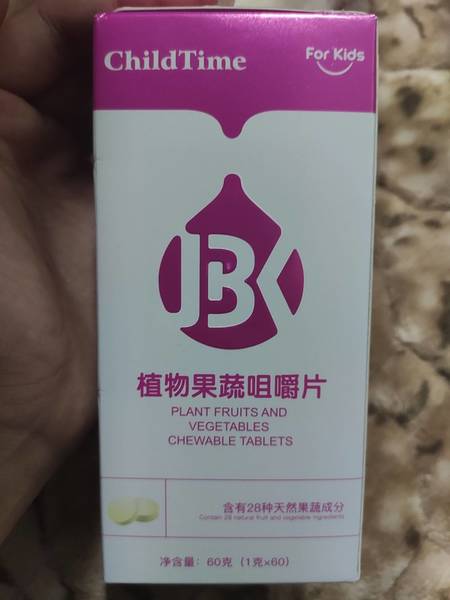 ChildTime
For Kids
JBK
植物果蔬咀嚼片
PLANT FRUITS AND
VEGETABLES
CHEWABLE TABLETS
含有28种天然果蔬成分
Contain 28 natural fruit and vegetable ingredients
净含量: 60克 (1克×60)